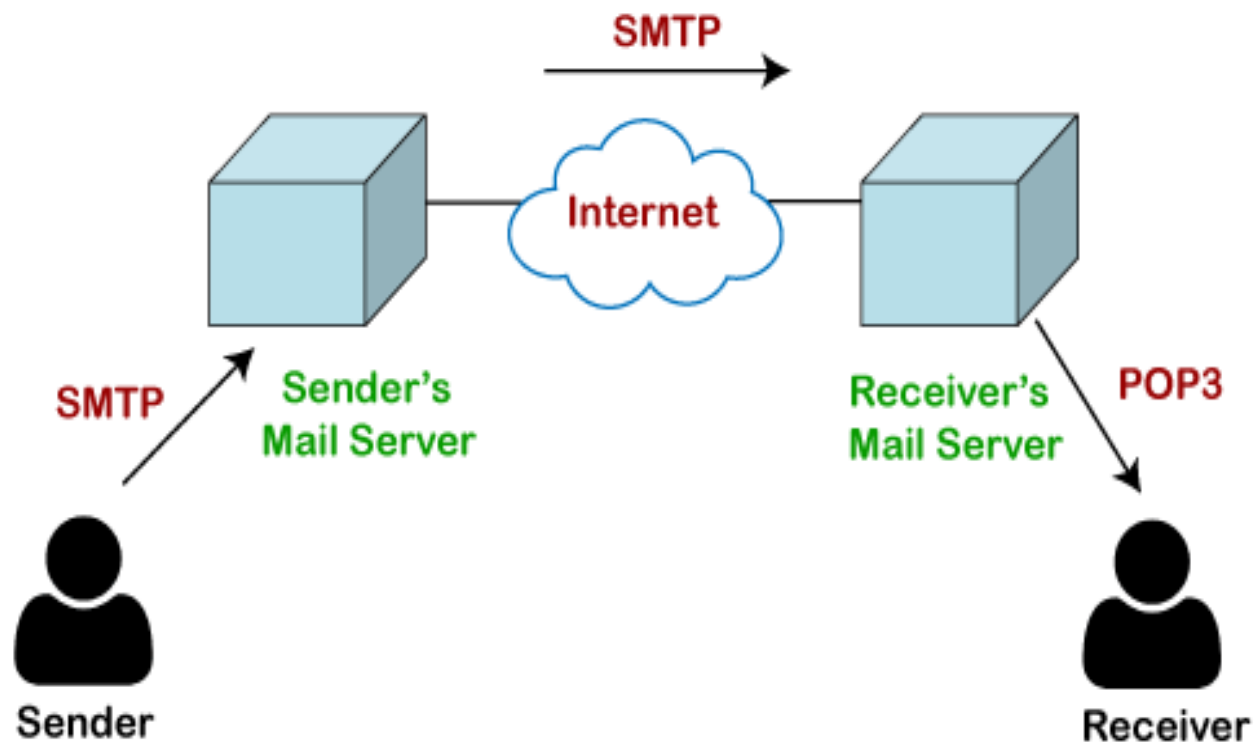 SMTP
Internet
SMTP
Sender's
Mail Server
Receiver's
Mail Server
POP3
Sender
Receiver